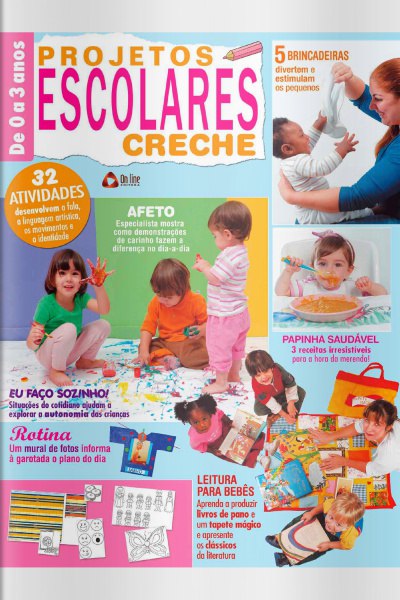 De 0 a 3 anos
PROJETOS
ESCOLARES
CRECHE
On line
EDITORA
5 BRINCADEIRAS
divertem e
estimulam
os pequenos
32
ATIVIDADES
desenvolvem a fala,
a linguagem artística,
os movimentos e
a identidade
AFETO
Especialista mostra
como demonstrações
de carinho fazem a
diferença no dia-a-dia
PAPINHA SAUDÁVEL
3 receitas irresistíveis
para a hora da merenda!
EU FAÇO SOZINHO!
Situações do cotidiano ajudam a
explorar a autonomia das crianças
Rotina
Um mural de fotos informa
à garotada o plano do dia
LEITURA
PARA BEBÊS
Aprenda a produzir
livros de pano e
um tapete mágico
e apresente
os clássicos
da literatura